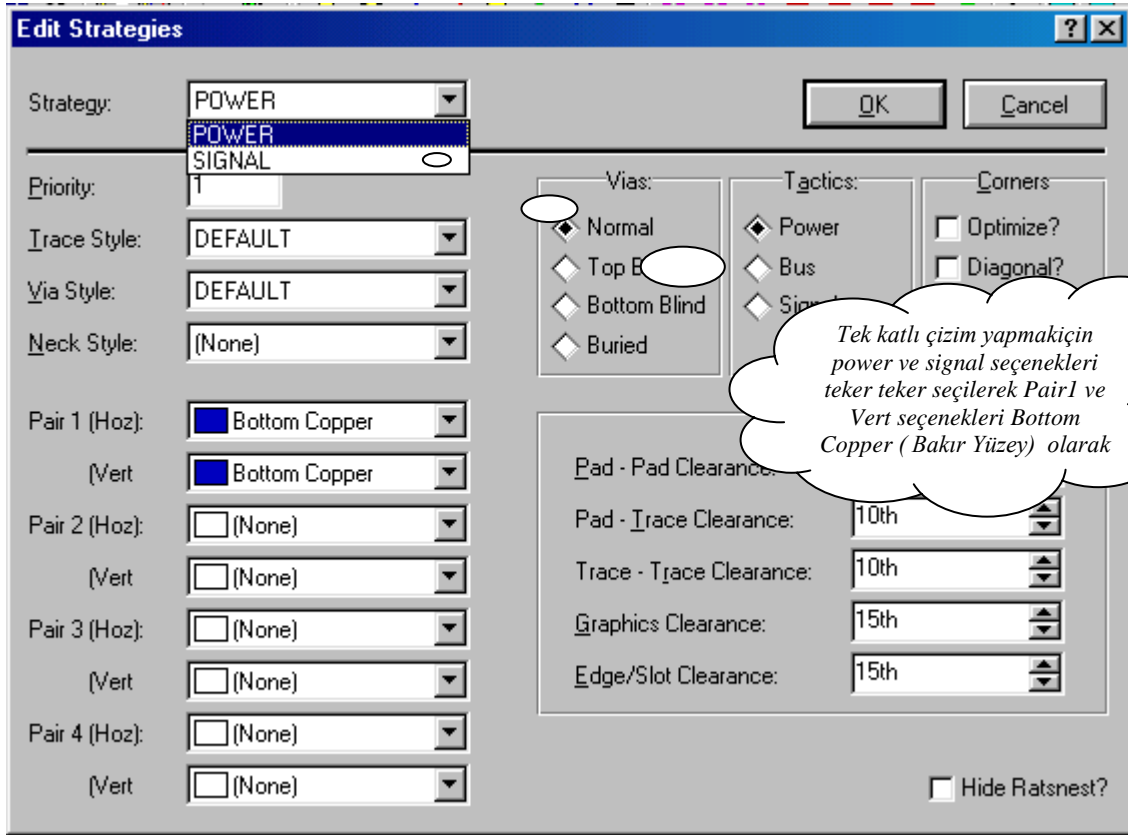 Edit Strategies
Strategy: POWER
OK Cancel
POWER
SIGNAL
Priority: 1
Trace Style: DEFAULT
Via Style: DEFAULT
Neck Style: (None)
Vias:
Normal
Top B
Bottom Blind
Buried
Tactics:
Power
Bus
Corners
Optimize?
Diagonal?
Tek katlı çizim yapmakiçin
power ve signal seçenekleri
teker teker seçilerek Pair1 ve
Vert seçenekleri Bottom
Copper ( Bakır Yüzey) olarak
Pair 1 (Hoz): Bottom Copper
(Vert Bottom Copper
Pair 2 (Hoz): (None)
(Vert (None)
Pair 3 (Hoz): (None)
(Vert (None)
Pair 4 (Hoz): (None)
(Vert (None)
Pad - Pad Clearance:
Pad - Trace Clearance: 10th
Trace - Trace Clearance: 10th
Graphics Clearance: 15th
Edge/Slot Clearance: 15th
Hide Ratsnest?